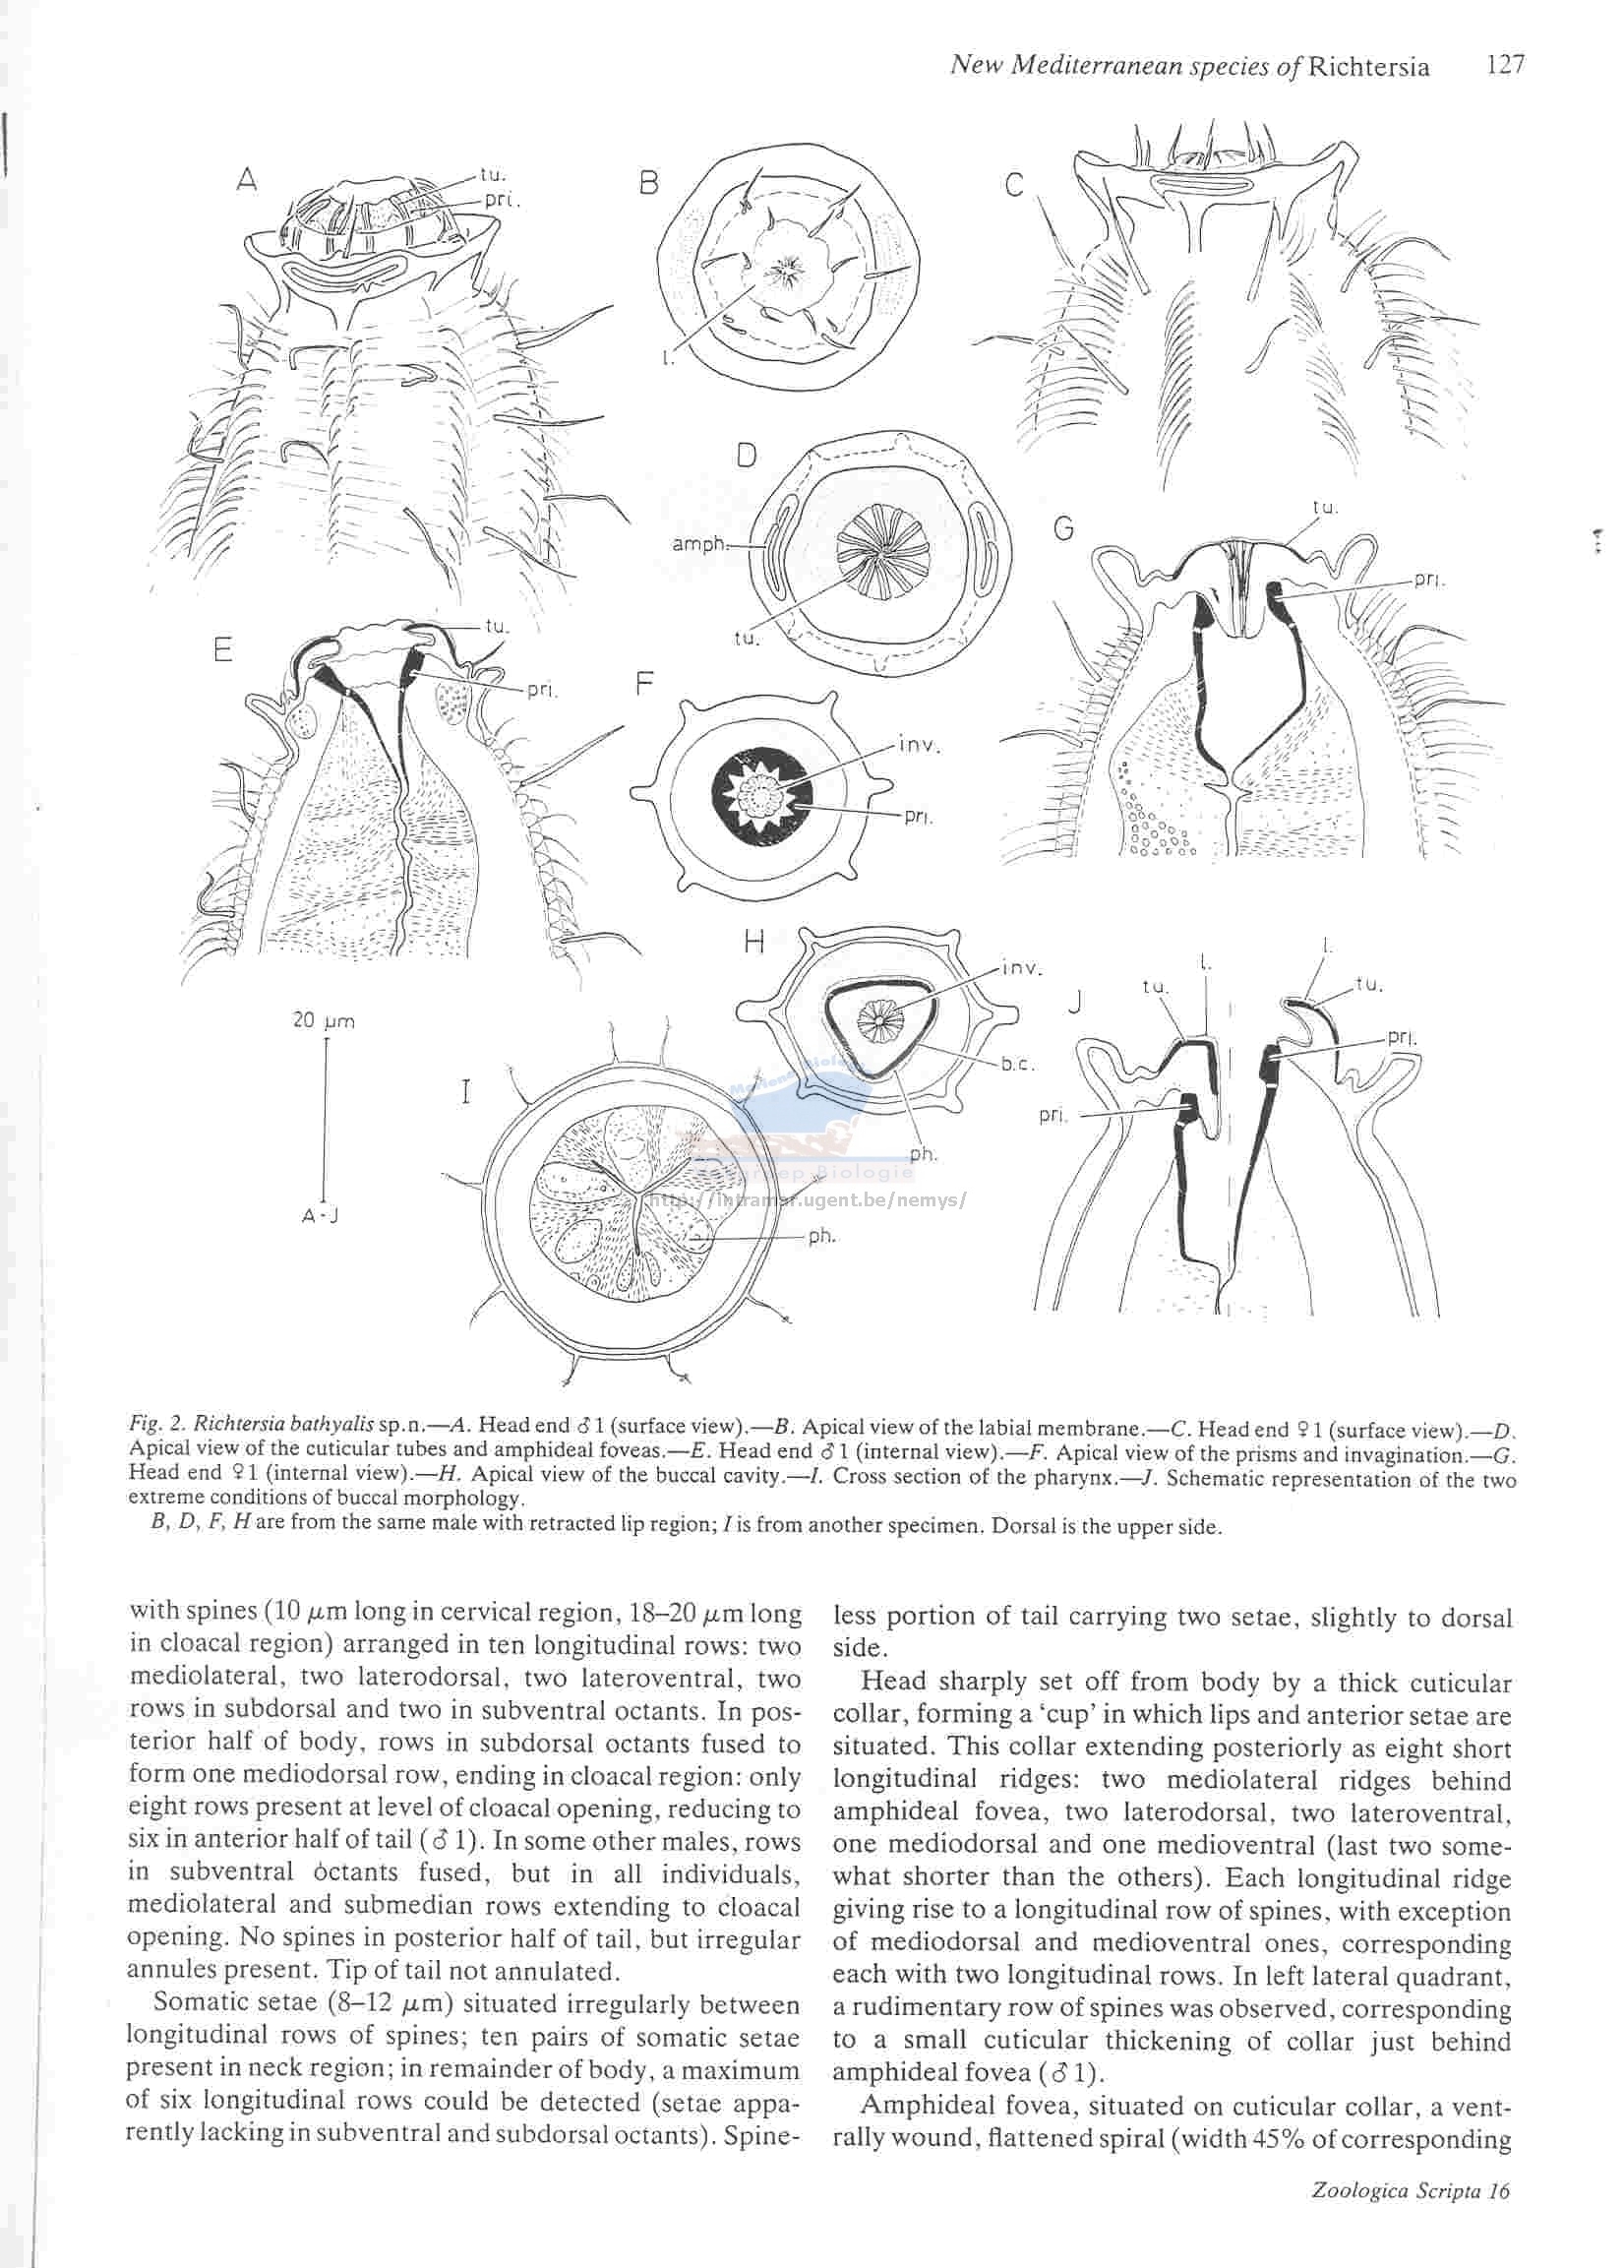 New Mediterranean species of Richtersia 127
A
tu.
pri.
B
l.
C
D
amph.
tu.
E
tu.
pri.
F
inv.
pri.
G
tu.
pri.
H
inv.
b.c.
ph.
20 µm
A-J
I
ph.
J
tu.
l.
l.
tu.
pri.
pri.
http://intramar.ugent.be/nemys/
Fig. 2. Richtersia bathyalis sp.n.—A. Head end ♂ 1 (surface view).—B. Apical view of the labial membrane.—C. Head end ♀ 1 (surface view).—D.
Apical view of the cuticular tubes and amphideal foveas.—E. Head end ♂ 1 (internal view).—F. Apical view of the prisms and invagination.—G.
Head end ♀ 1 (internal view).—H. Apical view of the buccal cavity.—I. Cross section of the pharynx.—J. Schematic representation of the two
extreme conditions of buccal morphology.
B, D, F, H are from the same male with retracted lip region; I is from another specimen. Dorsal is the upper side.
with spines (10 µm long in cervical region, 18–20 µm long
in cloacal region) arranged in ten longitudinal rows: two
mediolateral, two laterodorsal, two lateroventral, two
rows in subdorsal and two in subventral octants. In pos-
terior half of body, rows in subdorsal octants fused to
form one mediodorsal row, ending in cloacal region: only
eight rows present at level of cloacal opening, reducing to
six in anterior half of tail (♂ 1). In some other males, rows
in subventral octants fused, but in all individuals,
mediolateral and submedian rows extending to cloacal
opening. No spines in posterior half of tail, but irregular
annules present. Tip of tail not annulated.
Somatic setae (8–12 µm) situated irregularly between
longitudinal rows of spines; ten pairs of somatic setae
present in neck region; in remainder of body, a maximum
of six longitudinal rows could be detected (setae appa-
rently lacking in subventral and subdorsal octants). Spine-
less portion of tail carrying two setae, slightly to dorsal
side.
Head sharply set off from body by a thick cuticular
collar, forming a ‘cup’ in which lips and anterior setae are
situated. This collar extending posteriorly as eight short
longitudinal ridges: two mediolateral ridges behind
amphideal fovea, two laterodorsal, two lateroventral,
one mediodorsal and one medioventral (last two some-
what shorter than the others). Each longitudinal ridge
giving rise to a longitudinal row of spines, with exception
of mediodorsal and medioventral ones, corresponding
each with two longitudinal rows. In left lateral quadrant,
a rudimentary row of spines was observed, corresponding
to a small cuticular thickening of collar just behind
amphideal fovea (♂ 1).
Amphideal fovea, situated on cuticular collar, a vent-
rally wound, flattened spiral (width 45% of corresponding
Zoologica Scripta 16